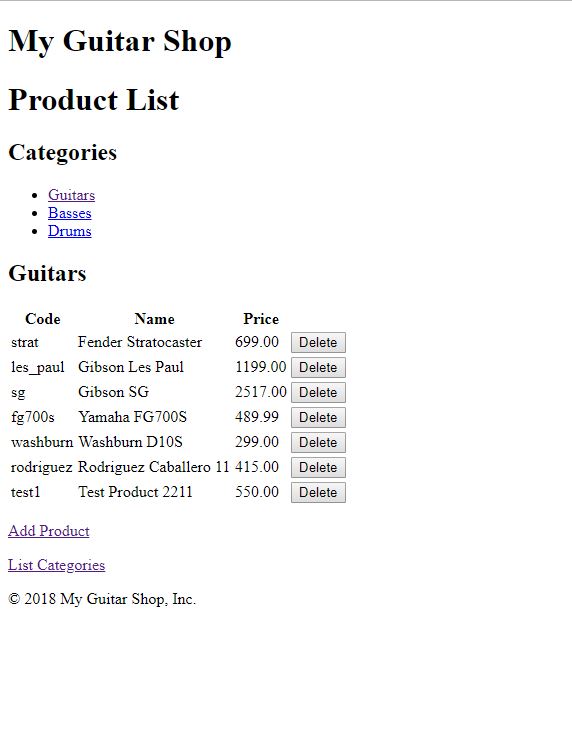 My Guitar Shop
Product List
Categories
Guitars
Basses
Drums
Guitars
Code Name Price
strat Fender Stratocaster 699.00 Delete
les_paul Gibson Les Paul 1199.00 Delete
sg Gibson SG 2517.00 Delete
fg700s Yamaha FG700S 489.99 Delete
washburn Washburn D10S 299.00 Delete
rodriguez Rodriguez Caballero 11 415.00 Delete
test1 Test Product 2211 550.00 Delete
Add Product
List Categories
© 2018 My Guitar Shop, Inc.